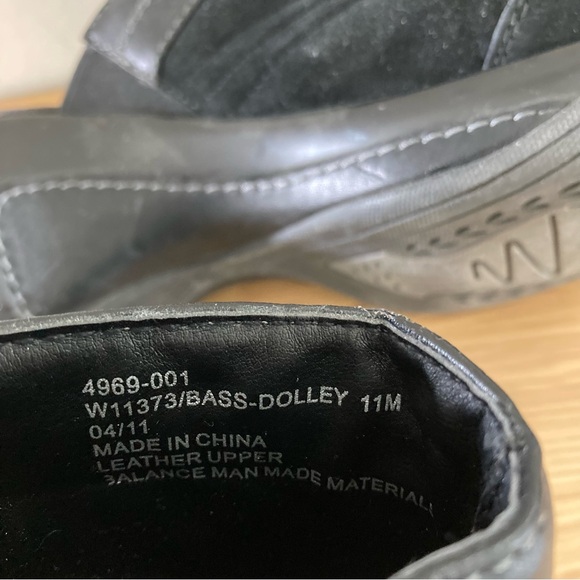 4969-001
W11373/BASS-DOLLEY 11M
04/11
MADE IN CHINA
LEATHER UPPER
BALANCE MAN MADE MATERIAL